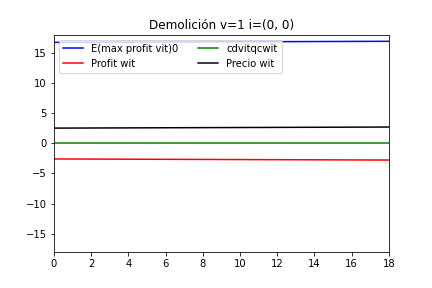 Demolición v=1 i=(0, 0)
E(max profit vit)0
Profit wit
cdvitqcwit
Precio wit
15
10
5
0
−5
−10
−15
0 2 4 6 8 10 12 14 16 18